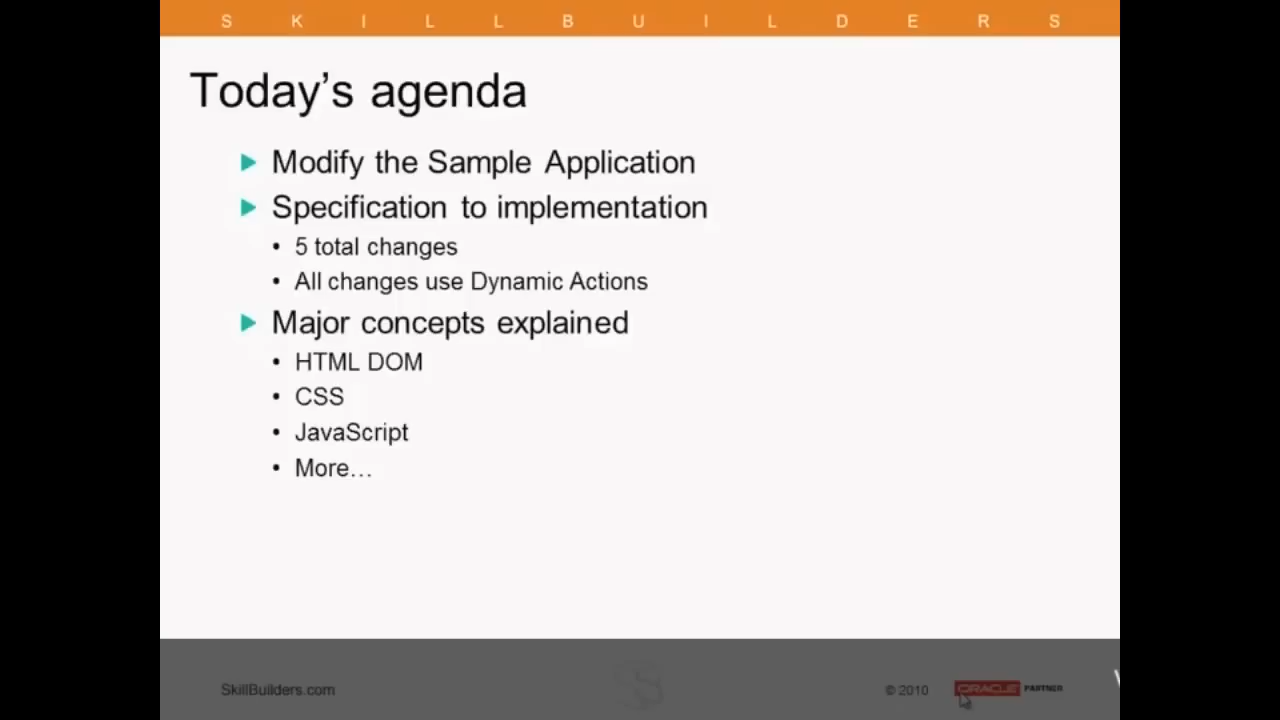 S K I L L B U I L D E R S
Today’s agenda
Modify the Sample Application
Specification to implementation
• 5 total changes
• All changes use Dynamic Actions
Major concepts explained
• HTML DOM
• CSS
• JavaScript
• More…
SkillBuilders.com
© 2010
ORACLE PARTNER